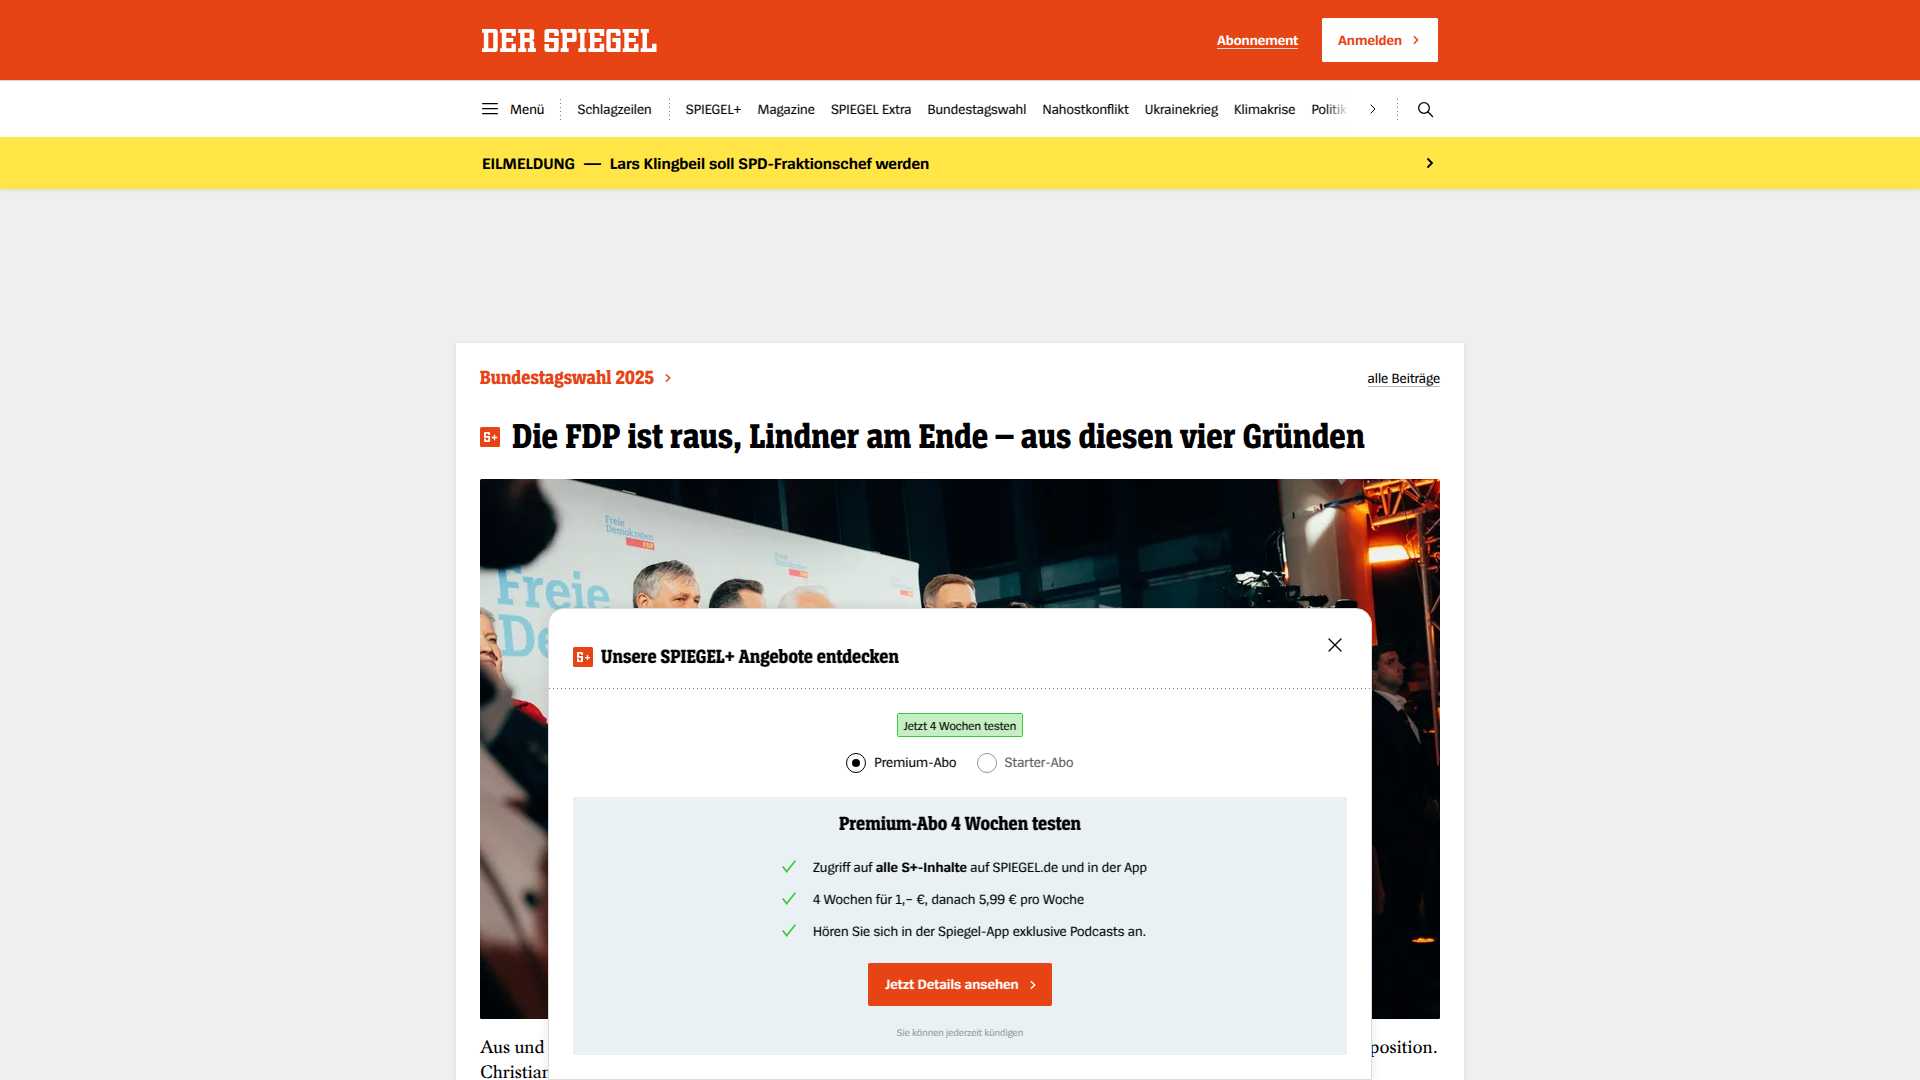 DER SPIEGEL
Abonnement
Anmelden
Menü
Schlagzeilen
SPIEGEL+
Magazine
SPIEGEL Extra
Bundestagswahl
Nahostkonflikt
Ukrainekrieg
Klimakrise
Politik
EILMELDUNG — Lars Klingbeil soll SPD-Fraktionschef werden
Bundestagswahl 2025
alle Beiträge
S+ Die FDP ist raus, Lindner am Ende – aus diesen vier Gründen
Freie
Demokraten
FDP
Freie
De
S+ Unsere SPIEGEL+ Angebote entdecken
Jetzt 4 Wochen testen
Premium-Abo
Starter-Abo
Premium-Abo 4 Wochen testen
Zugriff auf alle S+-Inhalte auf SPIEGEL.de und in der App
4 Wochen für 1,– €, danach 5,99 € pro Woche
Hören Sie sich in der Spiegel-App exklusive Podcasts an.
Jetzt Details ansehen
Sie können jederzeit kündigen
Aus und
position.
Christian